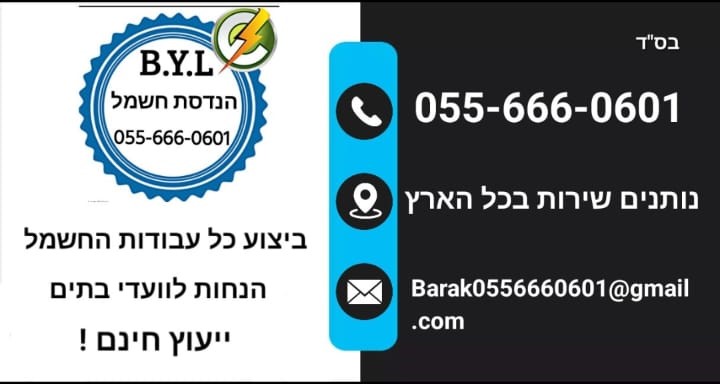 B.Y.L
הנדסת חשמל
055-666-0601
ביצוע כל עבודות החשמל
הנחות לוועדי בתים
ייעוץ חינם !
בס"ד
055-666-0601
נותנים שירות בכל הארץ
Barak0556660601@gmail
.com